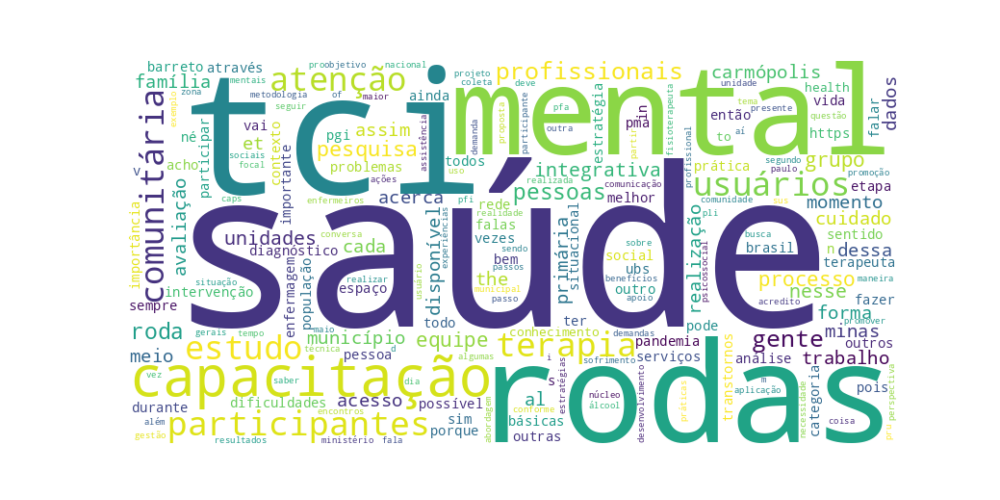 saúde
tci
mental
rodas
capacitação
comunitária
atenção
profissionais
participantes
estudo
terapia
usuários
gente
pessoas
integrativa
pesquisa
equipe
processo
realização
cuidado
carmópolis
família
barreto
através
ainda
assim
problemas
acerca
município
unidades
diagnóstico
intervenção
avaliação
participar
contexto
importante
disponível
primária
situacional
momento
grupo
dados
falar
vida
health
https
então
prática
etapa
sentido
brasil
dessa
terapeuta
nesse
forma
fazer
minas
outros
trabalho
pois
análise
categoria
transtornos
pandemia
serviços
conhecimento
possível
acesso
dificuldades
durante
meio
roda
sempre
espaço
população
enfermagem
cada
todo
todos
vezes
falas
rede
bem
the
melhor
social
ubs
outro
ter
pode
al
básicas
outras
sim
porque
pessoa
estratégia
pma
in
to
et
pgi
vai
né
acho
importância
metodologia
of
seguir
mentais
objetivo
nacional
coleta
projeto
deve
unidade
tema
presente
questão
segundo
paulo
promoção
comunidade
busca
benefícios
apoio
sobre
psicossocial
maneira
acredito
promover
demandas
sofrimento
núcleo
álcool
desenvolvimento
estratégias
conforme
abordagem
encontros
ministério
fala
resultados
gestão
além
vez
saber
técnica
maio
tempo
gerais
situação
realizar
conversa
enfermeiros
caps
sociais
focal
ações
uso
assistência
demanda
participante
proposta
pfa
outra
fisioterapeuta
profissional
partir
comunicação
realizada
realidade
experiências
sendo
passos
passo
municipal
usuário
pfi
pli
sus
aplicação
necessidade
práticas
perspectiva
coisa
pru
algumas
dia
zona
exemplo
aí